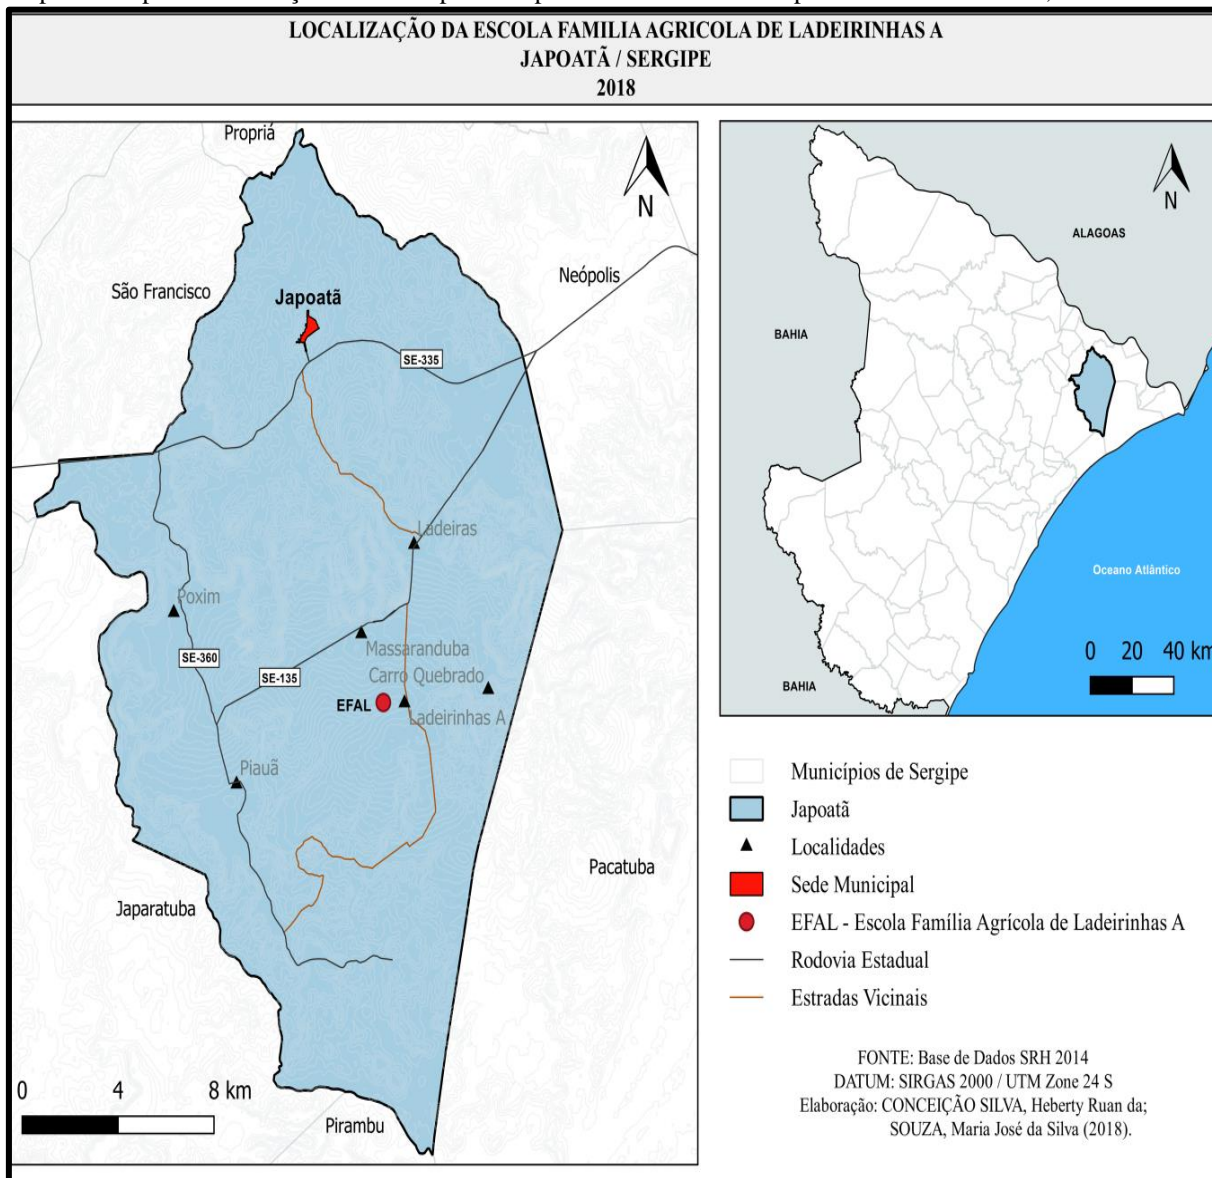 LOCALIZAÇÃO DA ESCOLA FAMILIA AGRICOLA DE LADEIRINHAS A
JAPOATÃ / SERGIPE
2018
Propriá
N
São Francisco
Neópolis
Japoatã
SE-335
Ladeiras
Poxim
Massaranduba
SE-360
SE-135
Carro Quebrado
EFAL
Ladeirinhas A
Piauã
Pacatuba
Japaratuba
0 4 8 km
Pirambu
N
ALAGOAS
BAHIA
Oceano Atlântico
0 20 40 km
BAHIA
Municípios de Sergipe
Japoatã
Localidades
Sede Municipal
EFAL - Escola Família Agrícola de Ladeirinhas A
Rodovia Estadual
Estradas Vicinais
FONTE: Base de Dados SRH 2014
DATUM: SIRGAS 2000 / UTM Zone 24 S
Elaboração: CONCEIÇÃO SILVA, Heberty Ruan da;
SOUZA, Maria José da Silva (2018).